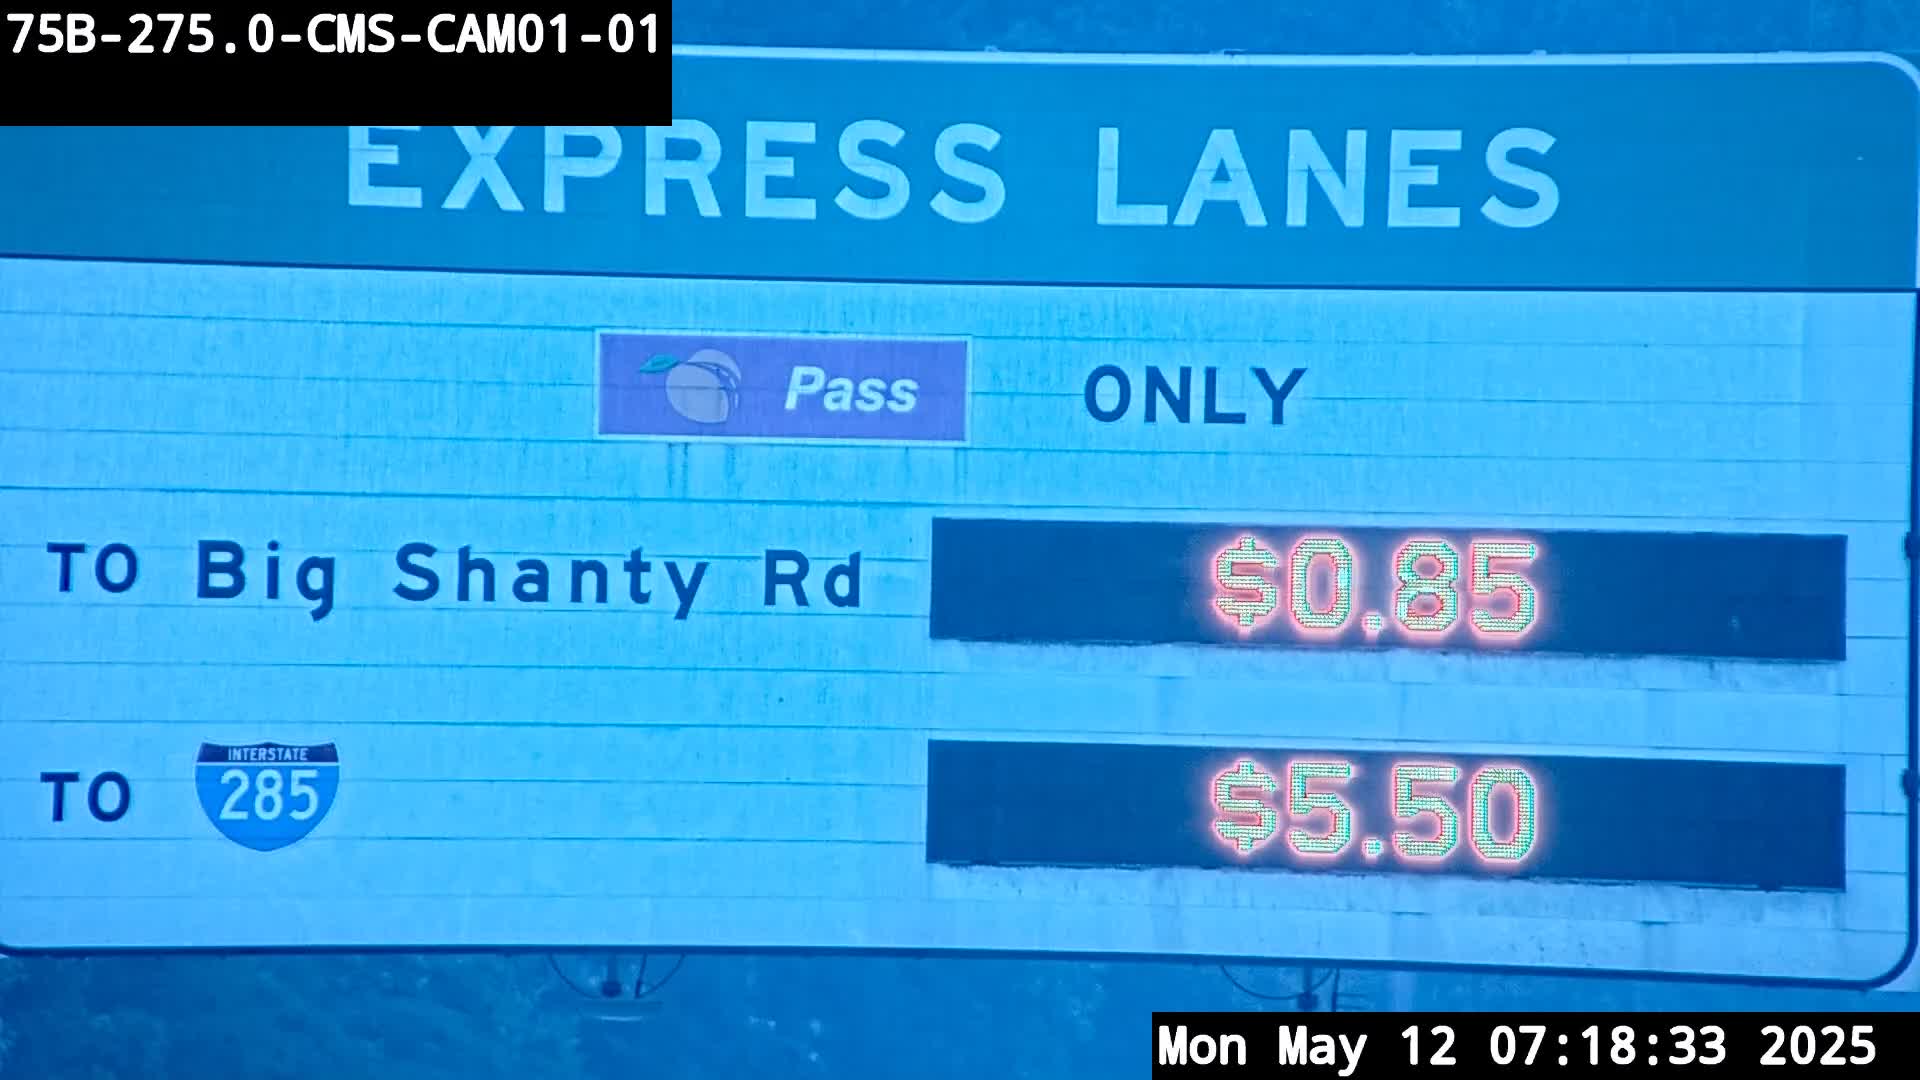 75B-275.0-CMS-CAM01-01
EXPRESS LANES
Pass ONLY
TO Big Shanty Rd $0.85
TO INTERSTATE 285 $5.50
Mon May 12 07:18:33 2025